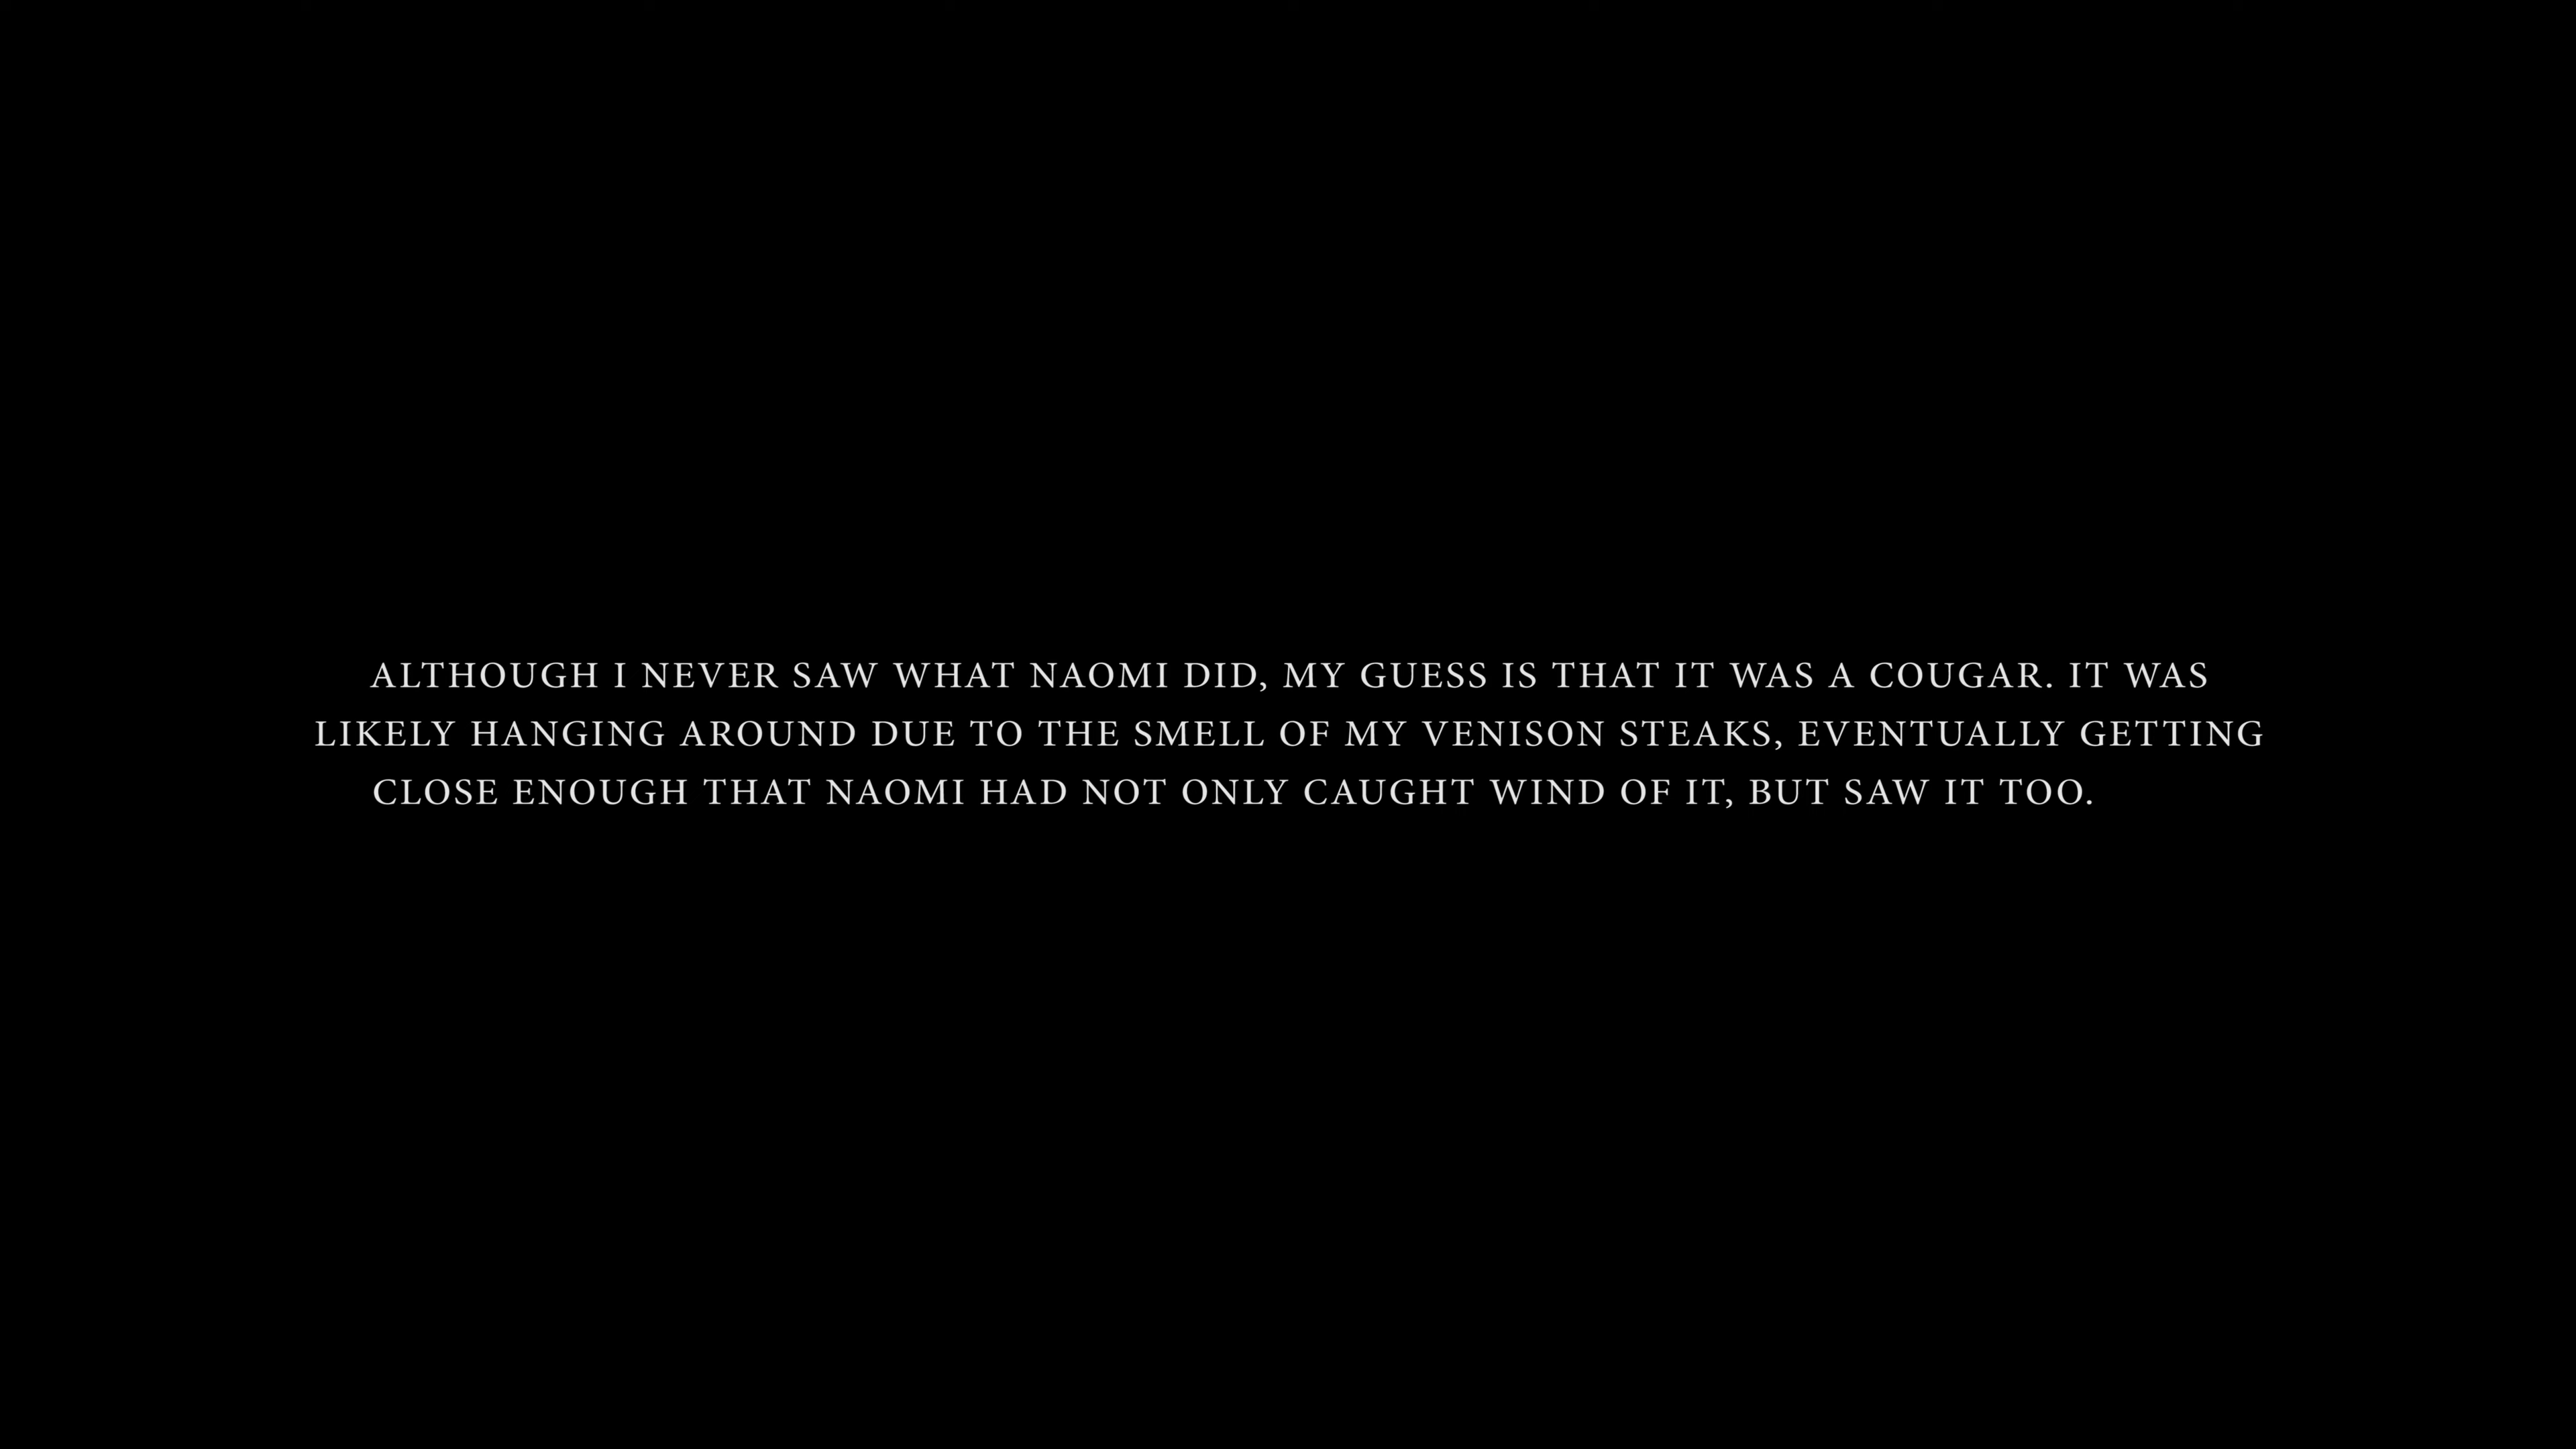 ALTHOUGH I NEVER SAW WHAT NAOMI DID, MY GUESS IS THAT IT WAS A COUGAR. IT WAS
LIKELY HANGING AROUND DUE TO THE SMELL OF MY VENISON STEAKS, EVENTUALLY GETTING
CLOSE ENOUGH THAT NAOMI HAD NOT ONLY CAUGHT WIND OF IT, BUT SAW IT TOO.